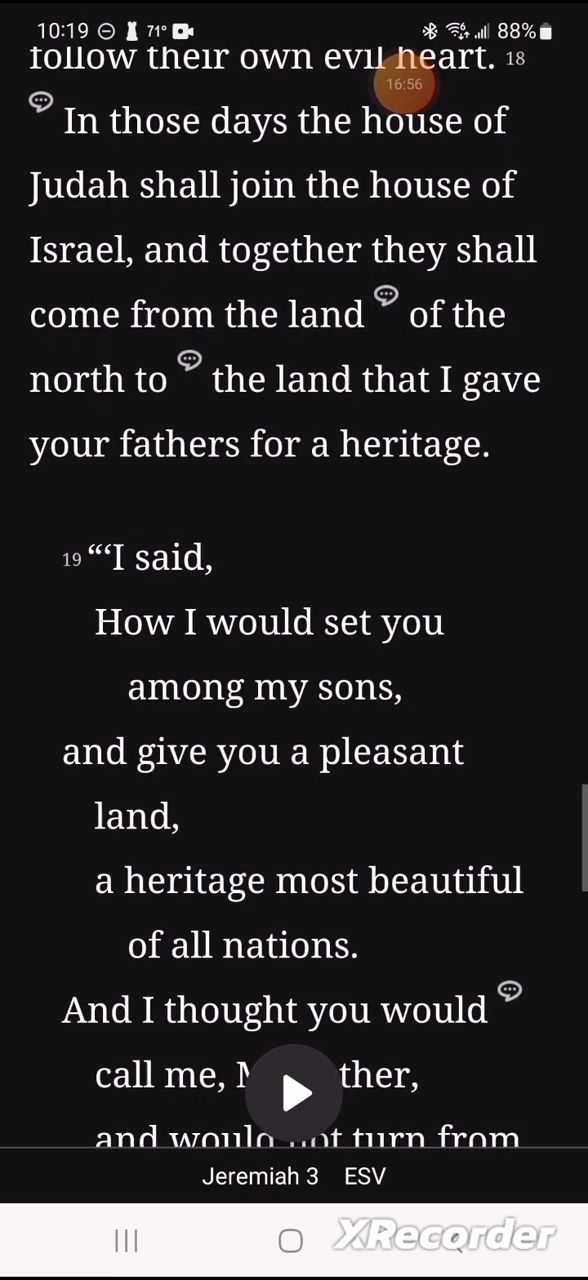 10:19 71° 88%
follow their own evil heart. 18
16:56
In those days the house of
Judah shall join the house of
Israel, and together they shall
come from the land of the
north to the land that I gave
your fathers for a heritage.
19 “‘I said,
How I would set you
among my sons,
and give you a pleasant
land,
a heritage most beautiful
of all nations.
And I thought you would
call me,
and would not turn from
Jeremiah 3 ESV
XRecorder